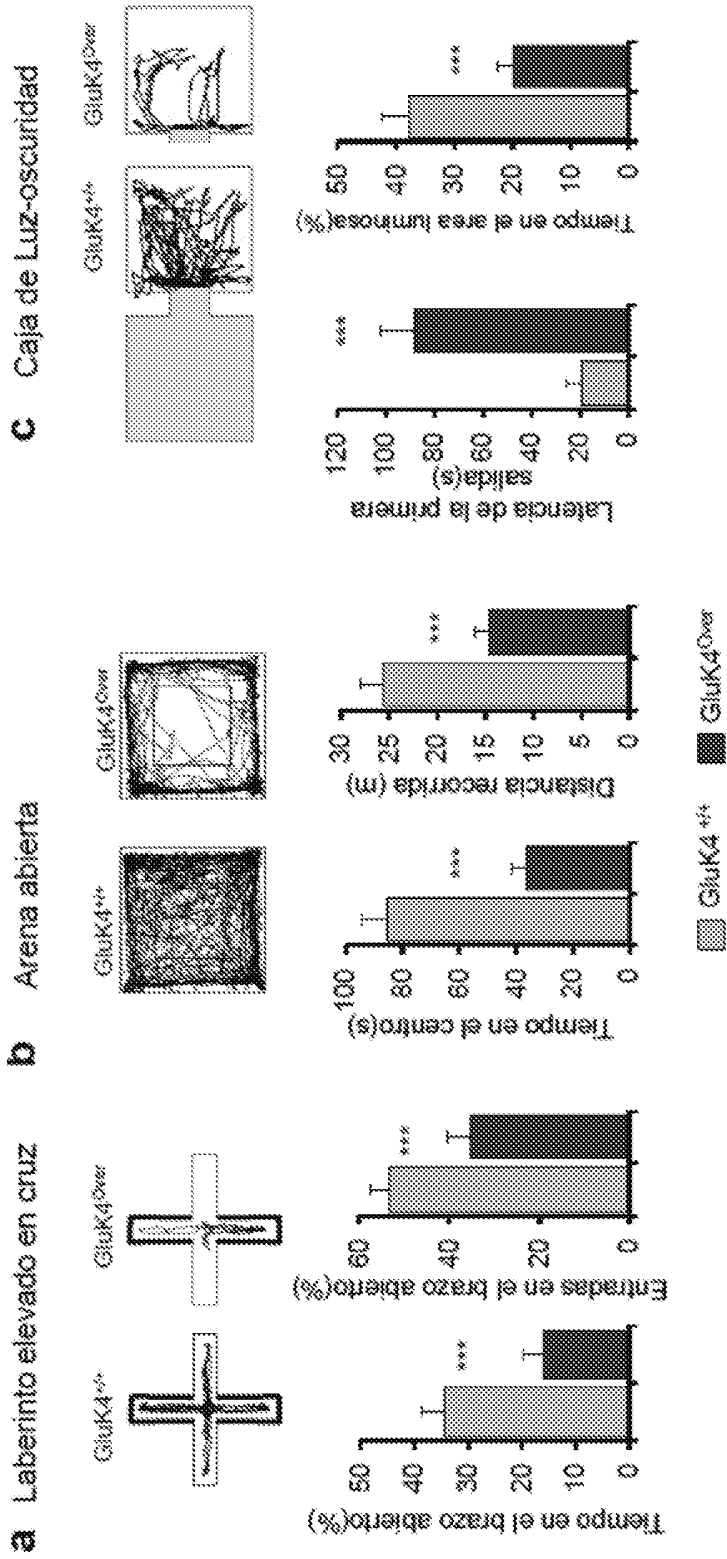 a Laberinto elevado en cruz
GluK4+/+
GluK4Over
Tiempo en el brazo abierto(%)
40
30
20
10
0
***
Entradas en el brazo abierto(%)
60
40
20
0
***
b Arena abierta
GluK4+/+
GluK4Over
Tiempo en el centro(s)
100
80
60
40
20
0
***
Distancia recorrida (m)
30
25
20
15
10
5
0
***
c Caja de Luz-oscuridad
GluK4+/+
GluK4Over
Latencia de la primera
salida(s)
120
100
80
60
40
20
0
***
Tiempo en el area luminosa(%)
50
40
30
20
10
0
***
GluK4+/+
GluK4Over